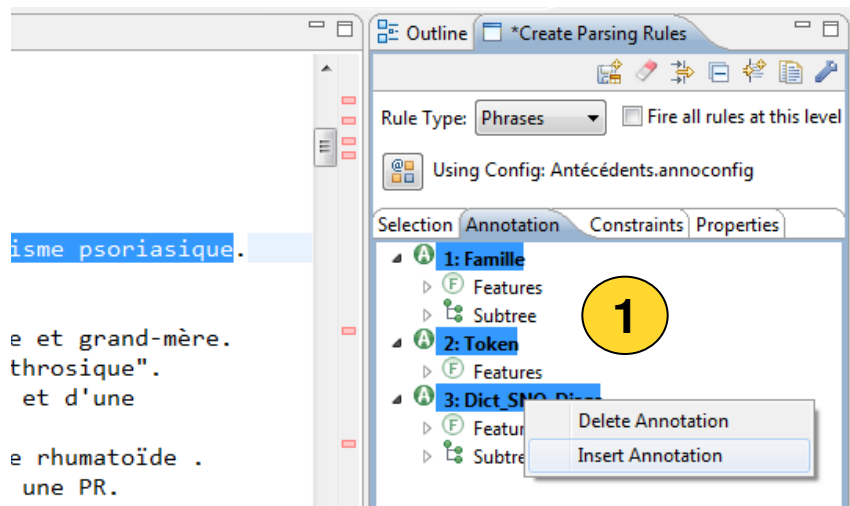 Outline *Create Parsing Rules
Rule Type: Phrases Fire all rules at this level
Using Config: Antécédents.annoconfig
Selection Annotation Constraints Properties
isme psoriasique.
1: Famille
Features
Subtree
e et grand-mère.
2: Token
throsique".
Features
et d'une
3: Dict_SNO
Featur
Subtre
1
Delete Annotation
Insert Annotation
e rhumatoïde .
une PR.